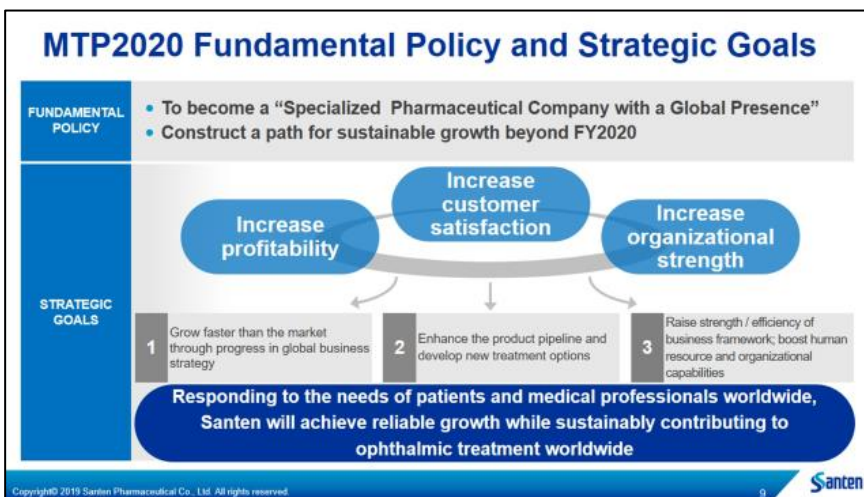 MTP2020 Fundamental Policy and Strategic Goals
FUNDAMENTAL
POLICY
• To become a “Specialized Pharmaceutical Company with a Global Presence”
• Construct a path for sustainable growth beyond FY2020
STRATEGIC
GOALS
Increase
profitability
Increase
customer
satisfaction
Increase
organizational
strength
1
Grow faster than the market
through progress in global business
strategy
2
Enhance the product pipeline and
develop new treatment options
3
Raise strength / efficiency of
business framework; boost human
resource and organizational
capabilities
Responding to the needs of patients and medical professionals worldwide,
Santen will achieve reliable growth while sustainably contributing to
ophthalmic treatment worldwide
Copyright© 2019 Santen Pharmaceutical Co., Ltd. All rights reserved.
9
Santen